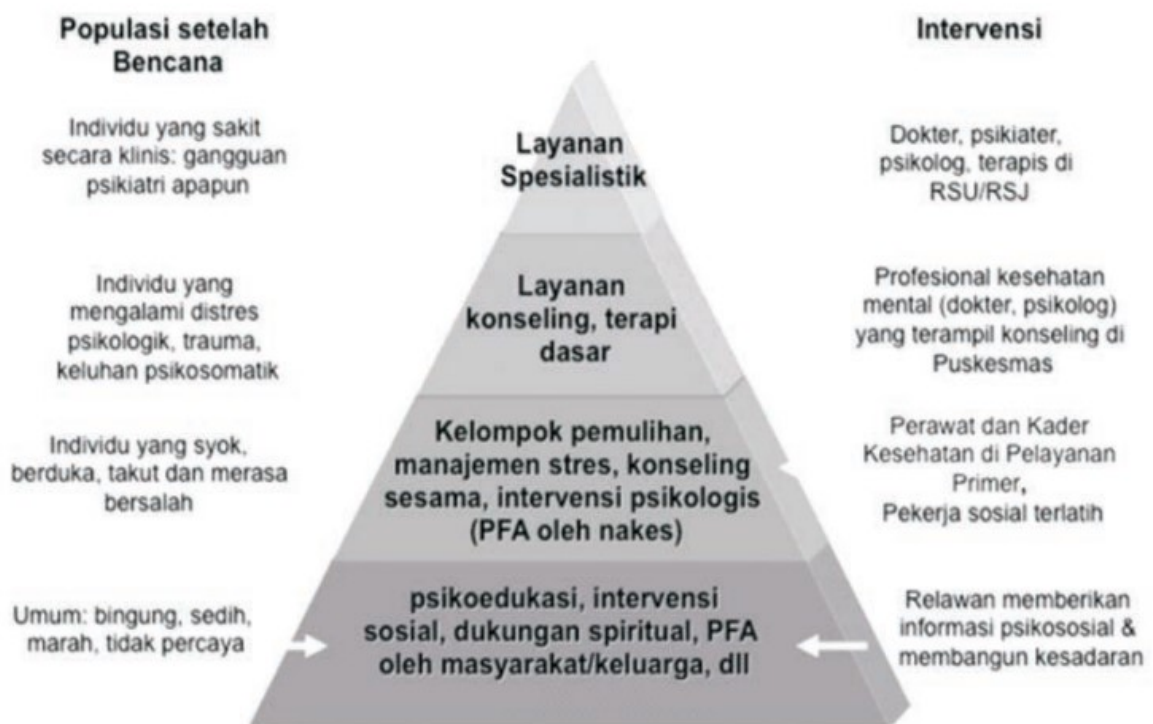 Populasi setelah
Bencana
Intervensi
Individu yang sakit
secara klinis: gangguan
psikiatri apapun
Layanan
Spesialistik
Dokter, psikiater,
psikolog, terapis di
RSU/RSJ
Individu yang
mengalami distres
psikologik, trauma,
keluhan psikosomatik
Layanan
konseling, terapi
dasar
Profesional kesehatan
mental (dokter, psikolog)
yang terampil konseling di
Puskesmas
Individu yang syok,
berduka, takut dan merasa
bersalah
Kelompok pemulihan,
manajemen stres, konseling
sesama, intervensi psikologis
(PFA oleh nakes)
Perawat dan Kader
Kesehatan di Pelayanan
Primer,
Pekerja sosial terlatih
Umum: bingung, sedih,
marah, tidak percaya
psikoedukasi, intervensi
sosial, dukungan spiritual, PFA
oleh masyarakat/keluarga, dll
Relawan memberikan
informasi psikososial &
membangun kesadaran